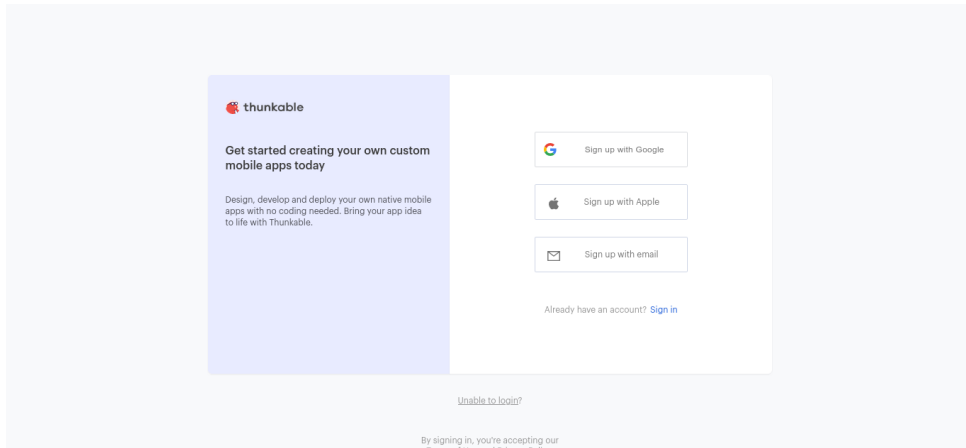 thunkable
Get started creating your own custom
mobile apps today
Design, develop and deploy your own native mobile
apps with no coding needed. Bring your app idea
to life with Thunkable.
Sign up with Google
Sign up with Apple
Sign up with email
Already have an account? Sign in
Unable to login?
By signing in, you're accepting our